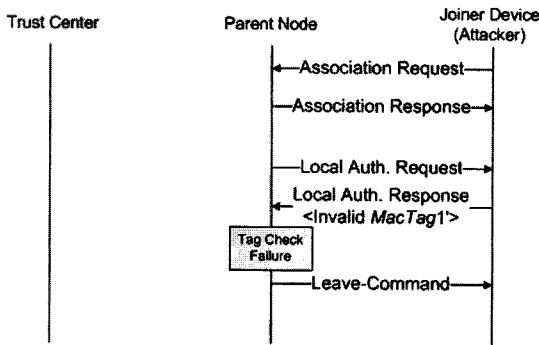 Trust Center
Parent Node
Joiner Device
(Attacker)
Association Request
Association Response
Local Auth. Request
Local Auth. Response
<Invalid MacTag1'>
Tag Check
Failure
Leave-Command